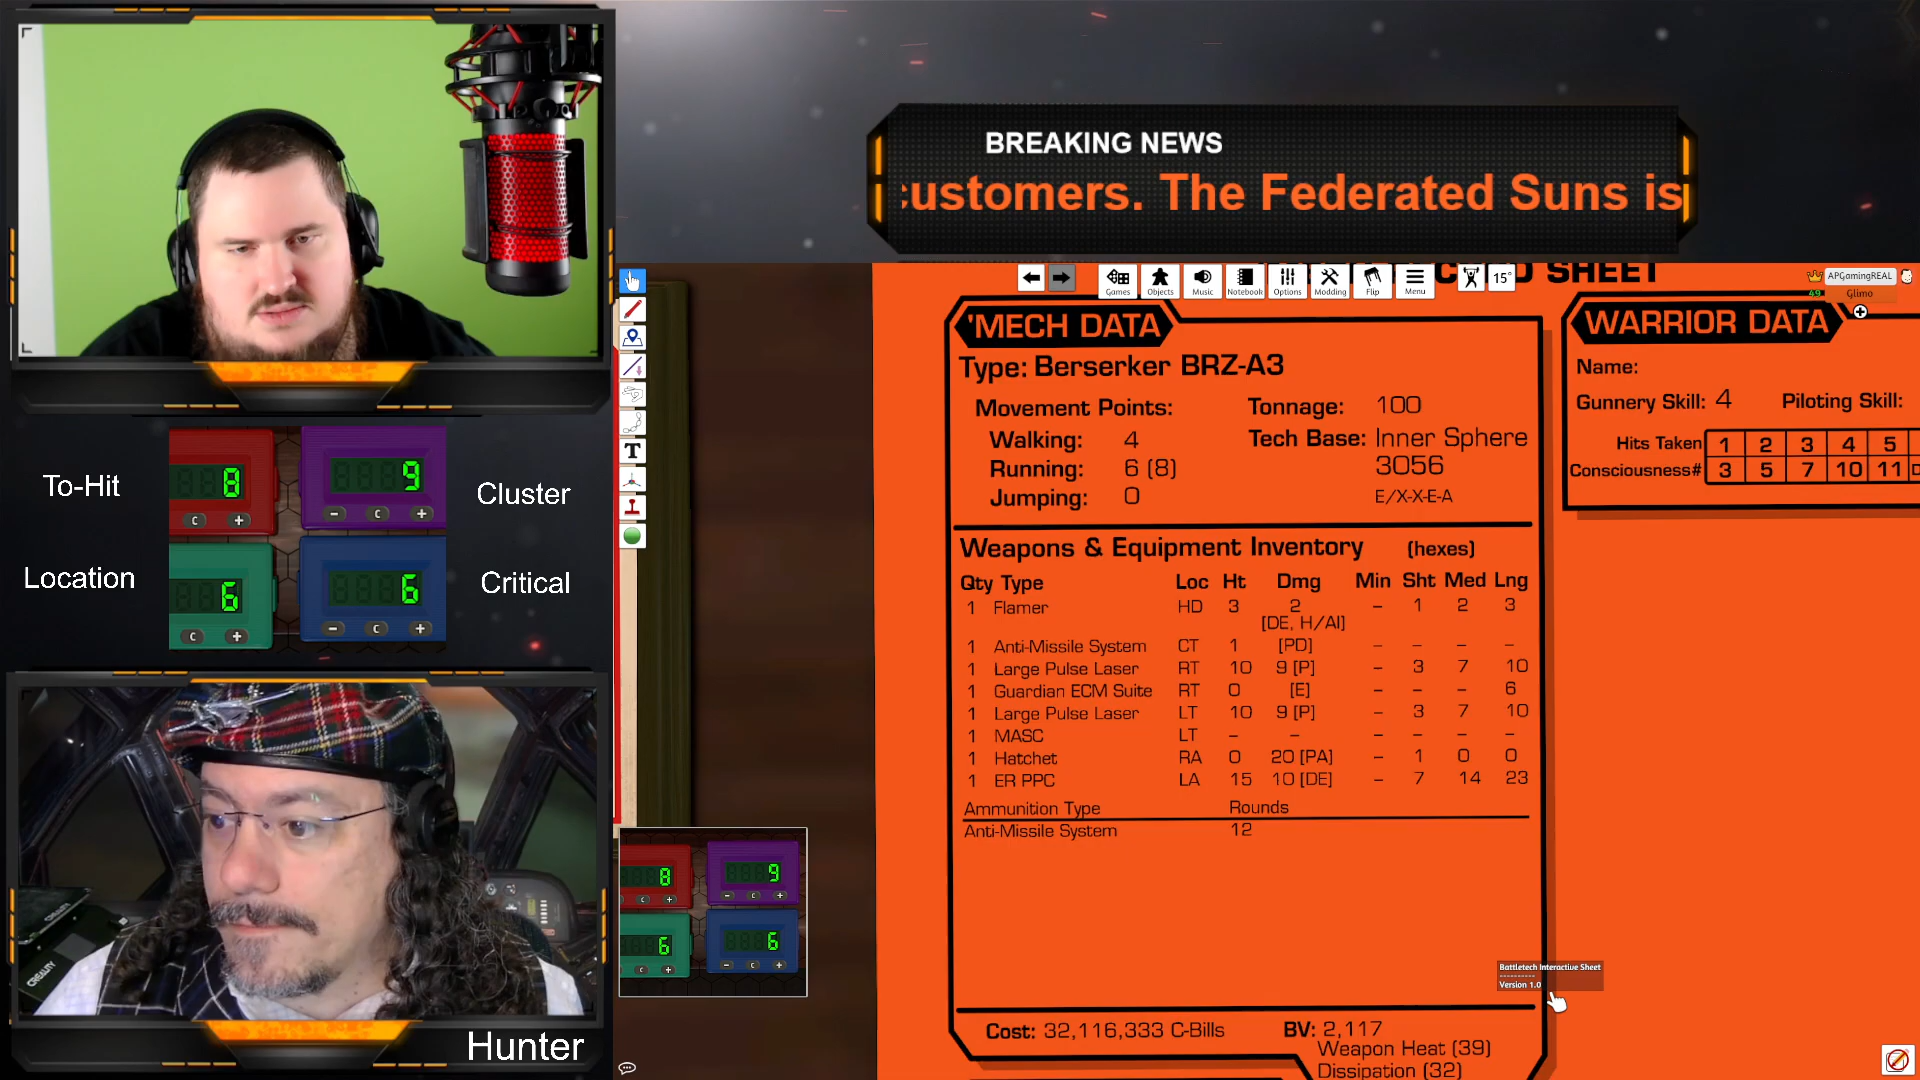 BREAKING NEWS
customers. The Federated Suns is
To-Hit
8
9
Cluster
C
+
-
C
+
Location
6
6
Critical
C
+
-
C
+
CREALITY
Hunter
T
8
9
C
+
-
C
+
6
6
C
+
-
C
+
SHEET
Games
Objects
Music
Notebook
Options
Modding
Flip
Menu
15°
APGamingREAL
49
Glimo
'MECH DATA
Type: Berserker BRZ-A3
Movement Points:
Tonnage: 100
Walking: 4
Tech Base: Inner Sphere
Running: 6 (8)
3056
Jumping: 0
E/X-X-E-A
Weapons & Equipment Inventory (hexes)
Qty Type Loc Ht Dmg Min Sht Med Lng
1 Flamer HD 3 2 – 1 2 3
[DE, H/AI]
1 Anti-Missile System CT 1 [PD] – – – –
1 Large Pulse Laser RT 10 9 [P] – 3 7 10
1 Guardian ECM Suite RT 0 [E] – – – 6
1 Large Pulse Laser LT 10 9 [P] – 3 7 10
1 MASC LT – – – – – –
1 Hatchet RA 0 20 [PA] – 1 0 0
1 ER PPC LA 15 10 [DE] – 7 14 23
Ammunition Type Rounds
Anti-Missile System 12
Cost: 32,116,333 C-Bills
BV: 2,117
Weapon Heat (39)
Dissipation (32)
WARRIOR DATA
Name:
Gunnery Skill: 4 Piloting Skill:
Hits Taken 1 2 3 4 5
Consciousness# 3 5 7 10 11
Battletech Interactive Sheet
----------
Version 1.0